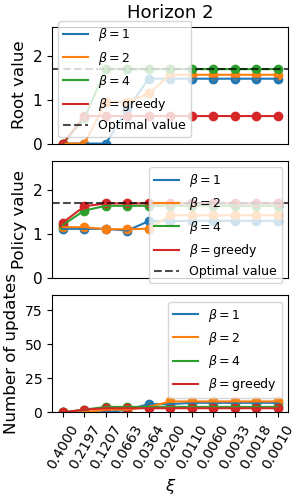 Horizon 2
Root value
2
1
0
β = 1
β = 2
β = 4
β = greedy
Optimal value
Policy value
2
1
0
β = 1
β = 2
β = 4
β = greedy
Optimal value
Number of updates
75
50
25
0
β = 1
β = 2
β = 4
β = greedy
0.4000
0.2197
0.1207
0.0663
0.0364
0.0200
0.0110
0.0060
0.0033
0.0018
0.0010
ξ